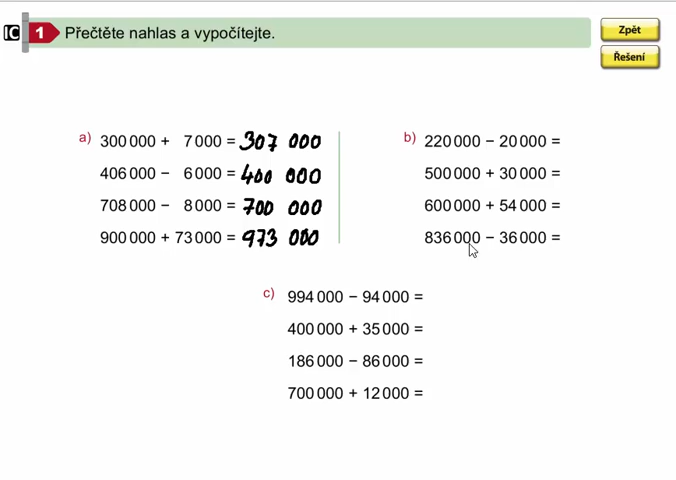 IC 1 Přečtěte nahlas a vypočítejte.
Zpět
Řešení
a) 300 000 + 7 000 = 307 000
406 000 − 6 000 = 400 000
708 000 − 8 000 = 700 000
900 000 + 73 000 = 973 000
b) 220 000 − 20 000 =
500 000 + 30 000 =
600 000 + 54 000 =
836 000 − 36 000 =
c) 994 000 − 94 000 =
400 000 + 35 000 =
186 000 − 86 000 =
700 000 + 12 000 =